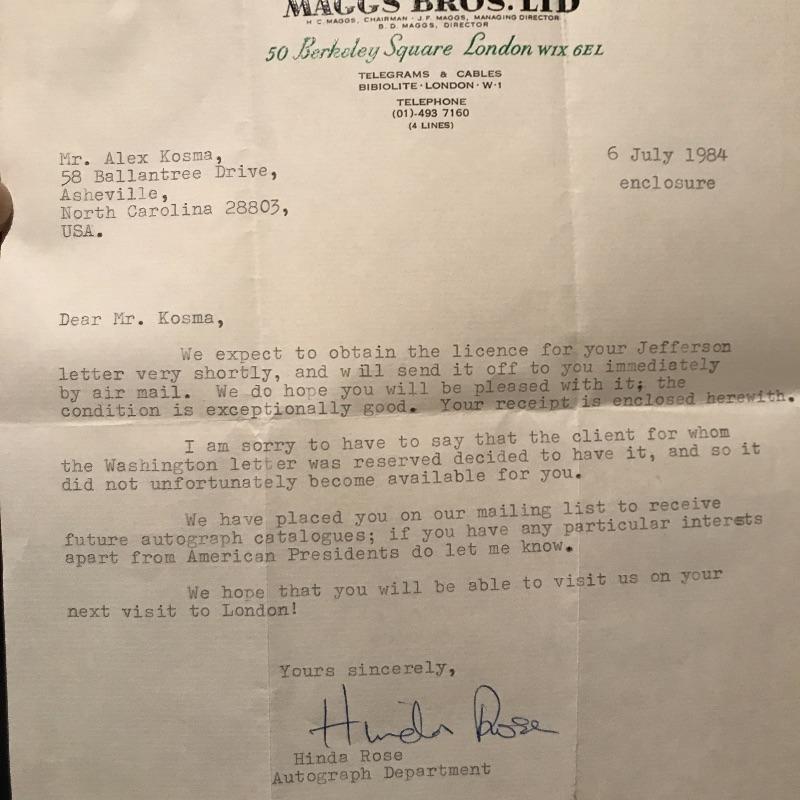 MAGGS BROS. LTD
H. C. MAGGS, CHAIRMAN · J. F. MAGGS, MANAGING DIRECTOR
B. D. MAGGS, DIRECTOR
50 Berkeley Square London W1X 6EL
TELEGRAMS & CABLES
BIBIOLITE · LONDON · W·1
TELEPHONE
(01)-493 7160
(4 LINES)
6 July 1984
enclosure
Mr. Alex Kosma,
58 Ballantree Drive,
Asheville,
North Carolina 28803,
USA.
Dear Mr. Kosma,
We expect to obtain the licence for your Jefferson
letter very shortly, and will send it off to you immediately
by air mail. We do hope you will be pleased with it; the
condition is exceptionally good. Your receipt is enclosed herewith.
I am sorry to have to say that the client for whom
the Washington letter was reserved decided to have it, and so it
did not unfortunately become available for you.
We have placed you on our mailing list to receive
future autograph catalogues; if you have any particular interests
apart from American Presidents do let me know.
We hope that you will be able to visit us on your
next visit to London!
Yours sincerely,
Hinda Rose
Hinda Rose
Autograph Department